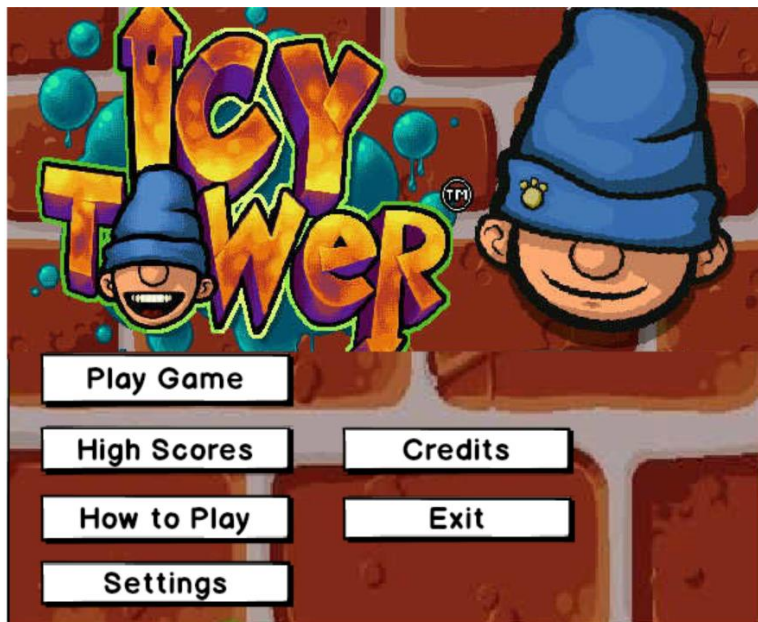 ICY
TOWER
TM
Play Game
High Scores
Credits
How to Play
Exit
Settings